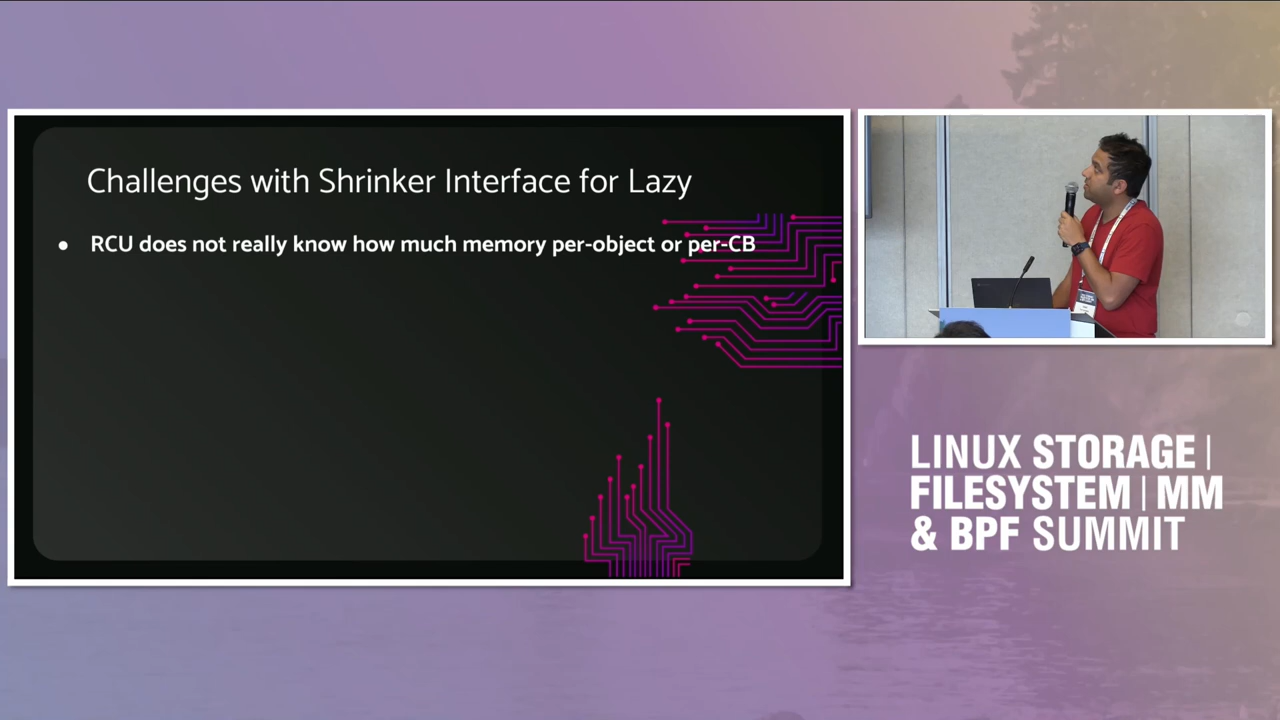 Challenges with Shrinker Interface for Lazy
● RCU does not really know how much memory per-object or per-CB
LINUX STORAGE |
FILESYSTEM | MM
& BPF SUMMIT